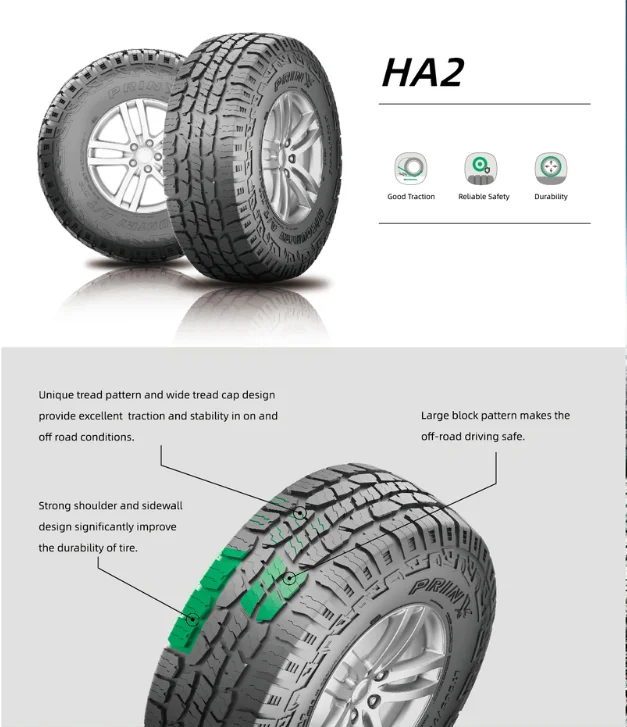 HA2
PRINX
PRINX
Good Traction
Reliable Safety
Durability
Unique tread pattern and wide tread cap design
provide excellent traction and stability in on and
off road conditions.
Large block pattern makes the
off-road driving safe.
Strong shoulder and sidewall
design significantly improve
the durability of tire.
PRINX